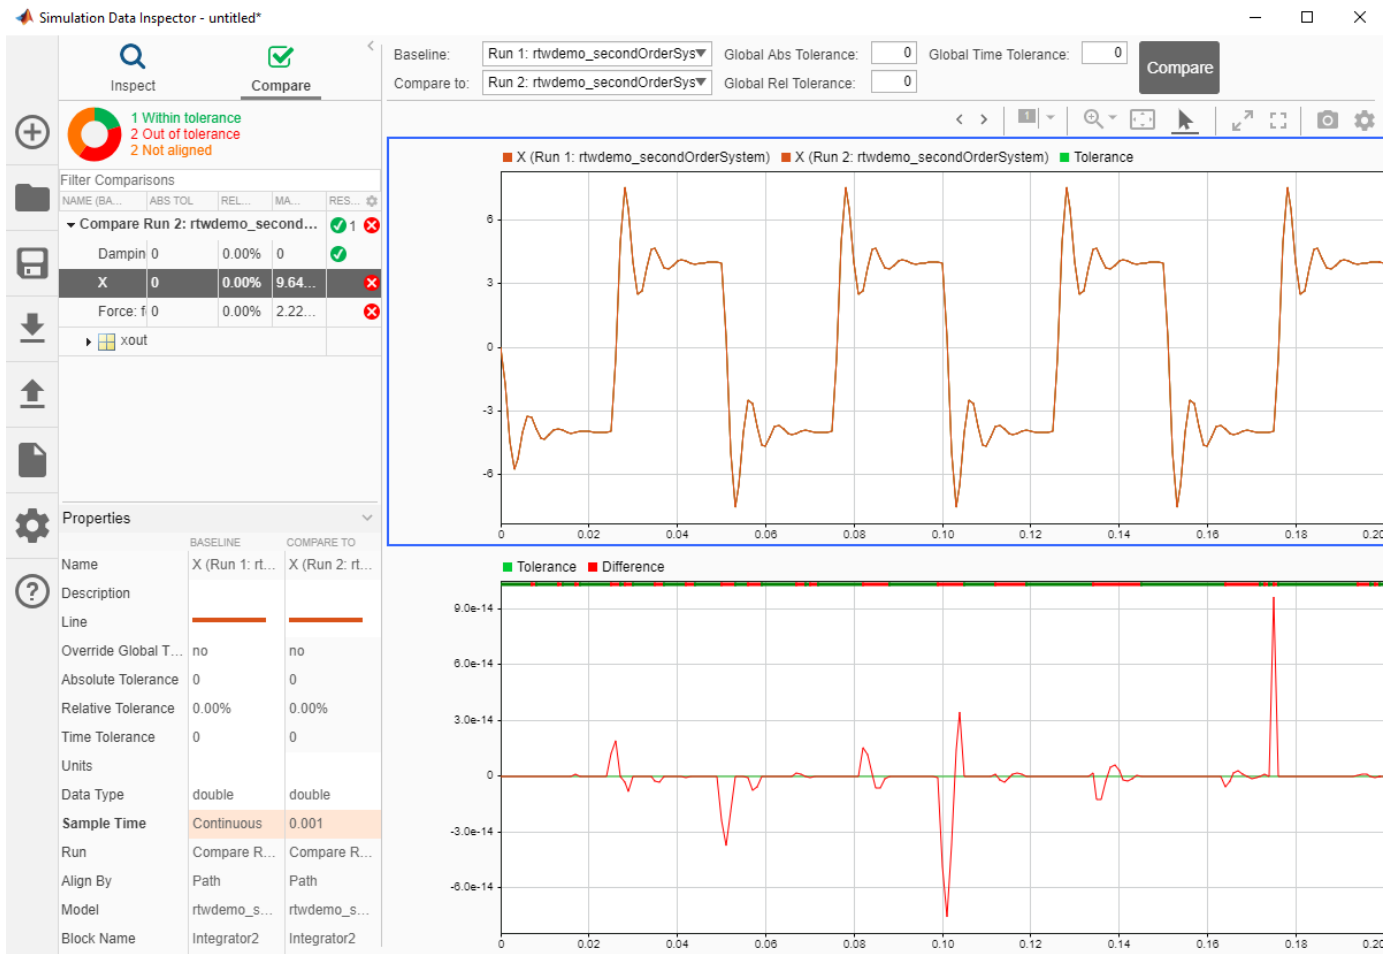 Simulation Data Inspector - untitled*
Inspect
Compare
Baseline:
Run 1: rtwdemo_secondOrderSys
Global Abs Tolerance:
0
Global Time Tolerance:
0
Compare
Compare to:
Run 2: rtwdemo_secondOrderSys
Global Rel Tolerance:
0
1 Within tolerance
2 Out of tolerance
2 Not aligned
Filter Comparisons
NAME (BA... ABS TOL REL... MA... RES...
Compare Run 2: rtwdemo_second... 1
Dampin 0 0.00% 0
X 0 0.00% 9.64...
Force: f 0 0.00% 2.22...
xout
1
X (Run 1: rtwdemo_secondOrderSystem) X (Run 2: rtwdemo_secondOrderSystem) Tolerance
6
3
0
-3
-6
0 0.02 0.04 0.06 0.08 0.10 0.12 0.14 0.16 0.18 0.20
Properties
BASELINE COMPARE TO
Name X (Run 1: rt... X (Run 2: rt...
Description
Line
Override Global T... no no
Absolute Tolerance 0 0
Relative Tolerance 0.00% 0.00%
Time Tolerance 0 0
Units
Data Type double double
Sample Time Continuous 0.001
Run Compare R... Compare R...
Align By Path Path
Model rtwdemo_s... rtwdemo_s...
Block Name Integrator2 Integrator2
Tolerance Difference
9.0e-14
6.0e-14
3.0e-14
0
-3.0e-14
-6.0e-14
0 0.02 0.04 0.06 0.08 0.10 0.12 0.14 0.16 0.18 0.20